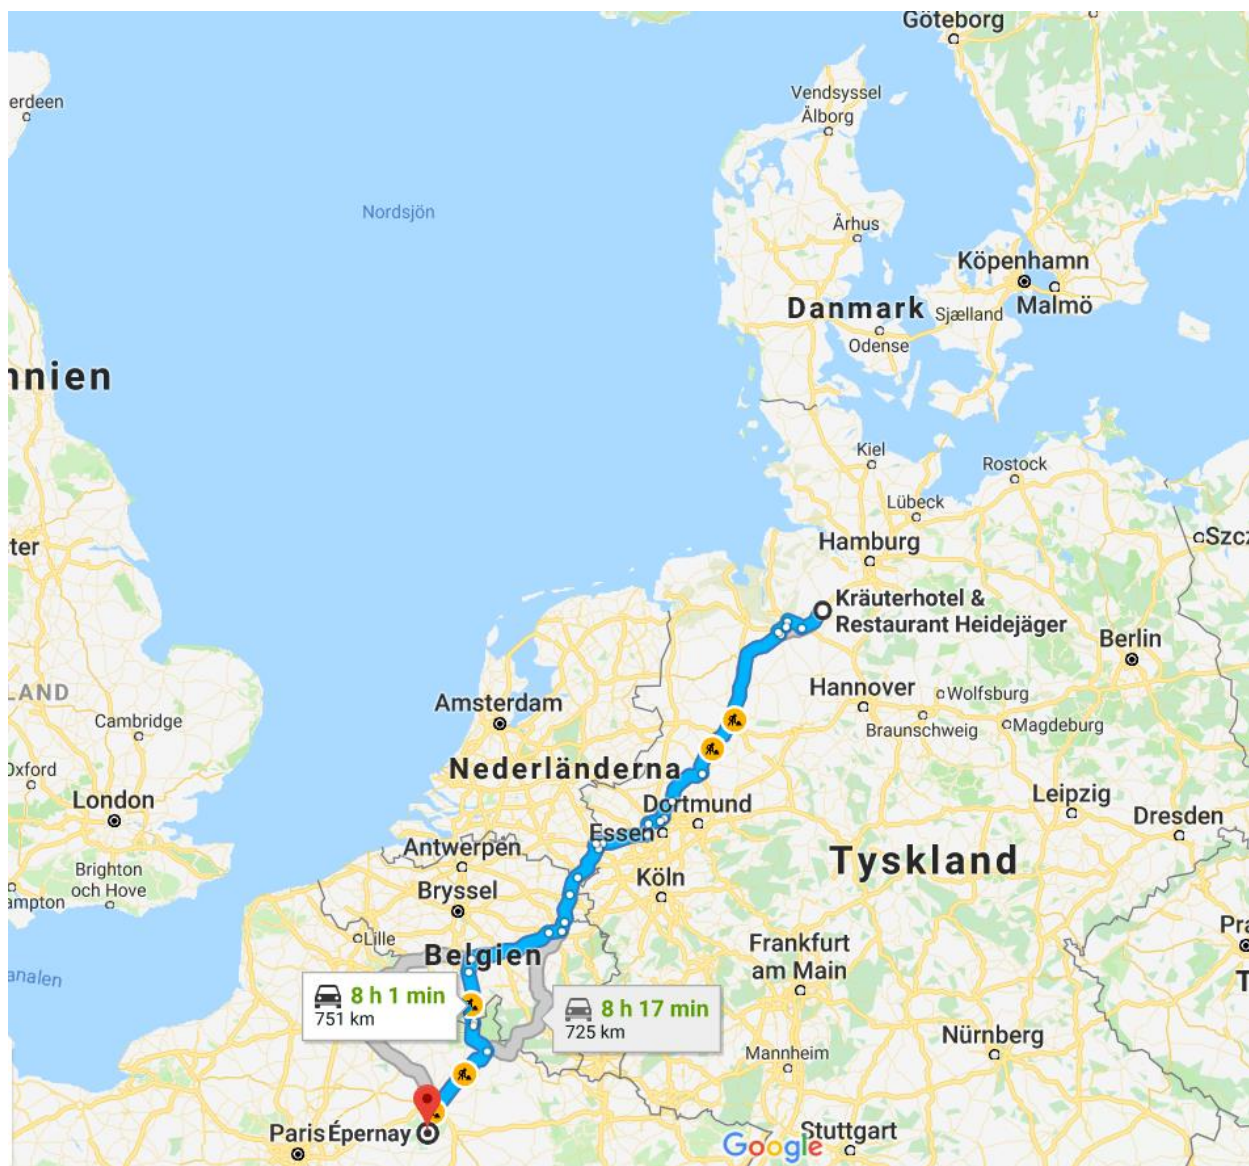 Göteborg
erdeen
Vendsyssel
Ålborg
Nordsjön
Århus
Köpenhamn
Danmark
Sjælland
Malmö
Odense
nnien
Kiel
Rostock
Lübeck
ster
Hamburg
Szcz
Kräuterhotel &
Restaurant Heidejäger
Berlin
LAND
Amsterdam
Hannover
Wolfsburg
Cambridge
Braunschweig
Magdeburg
Oxford
Nederländerna
London
Dortmund
Leipzig
Essen
Dresden
Antwerpen
Brighton
och Hove
Tyskland
Köln
ampton
Bryssel
Lille
Pra
Belgien
Frankfurt
am Main
analen
T
8 h 1 min
751 km
8 h 17 min
725 km
Nürnberg
Mannheim
Paris
Épernay
Stuttgart
Google